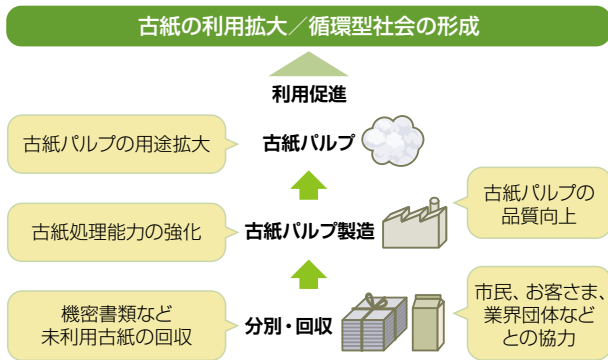 古紙の利用拡大／循環型社会の形成
利用促進
古紙パルプの用途拡大
古紙パルプ
古紙処理能力の強化
古紙パルプ製造
古紙パルプの
品質向上
機密書類など
未利用古紙の回収
分別・回収
市民、お客さま、
業界団体など
との協力